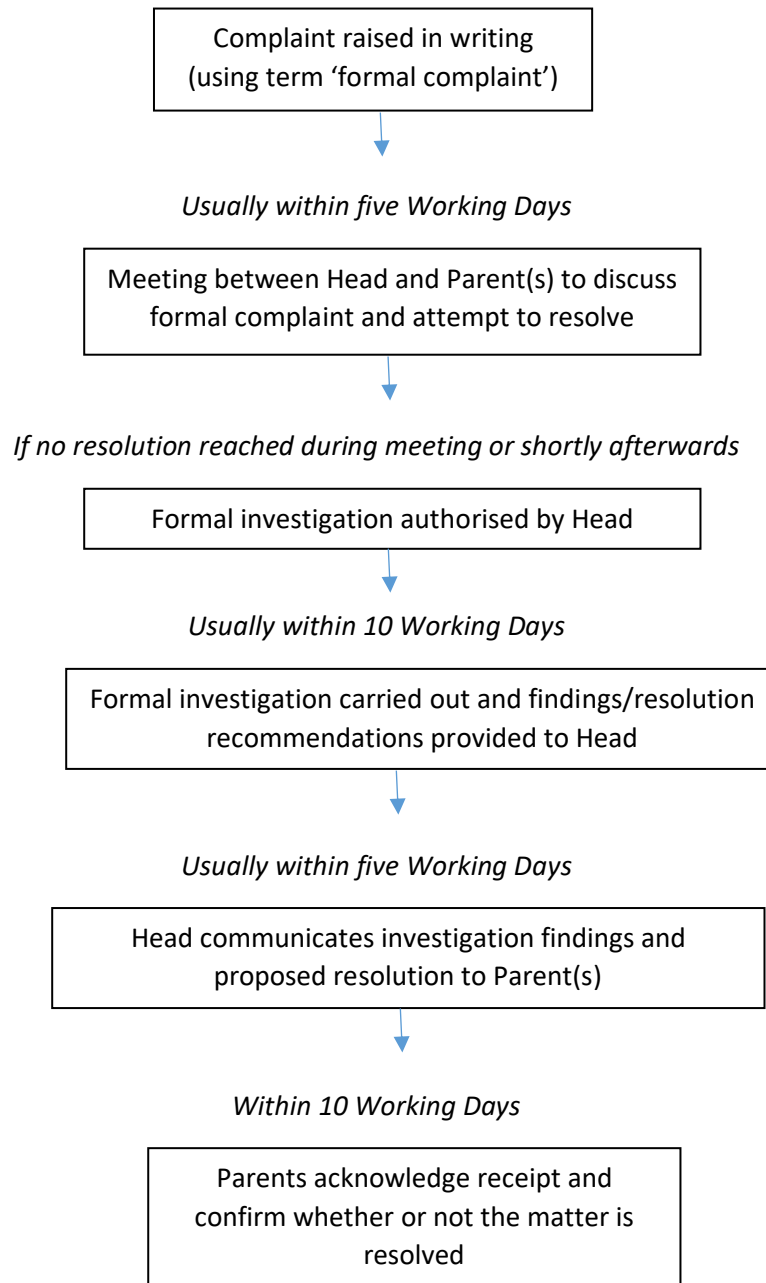 Complaint raised in writing
(using term ‘formal complaint’)
Usually within five Working Days
Meeting between Head and Parent(s) to discuss
formal complaint and attempt to resolve
If no resolution reached during meeting or shortly afterwards
Formal investigation authorised by Head
Usually within 10 Working Days
Formal investigation carried out and findings/resolution
recommendations provided to Head
Usually within five Working Days
Head communicates investigation findings and
proposed resolution to Parent(s)
Within 10 Working Days
Parents acknowledge receipt and
confirm whether or not the matter is
resolved